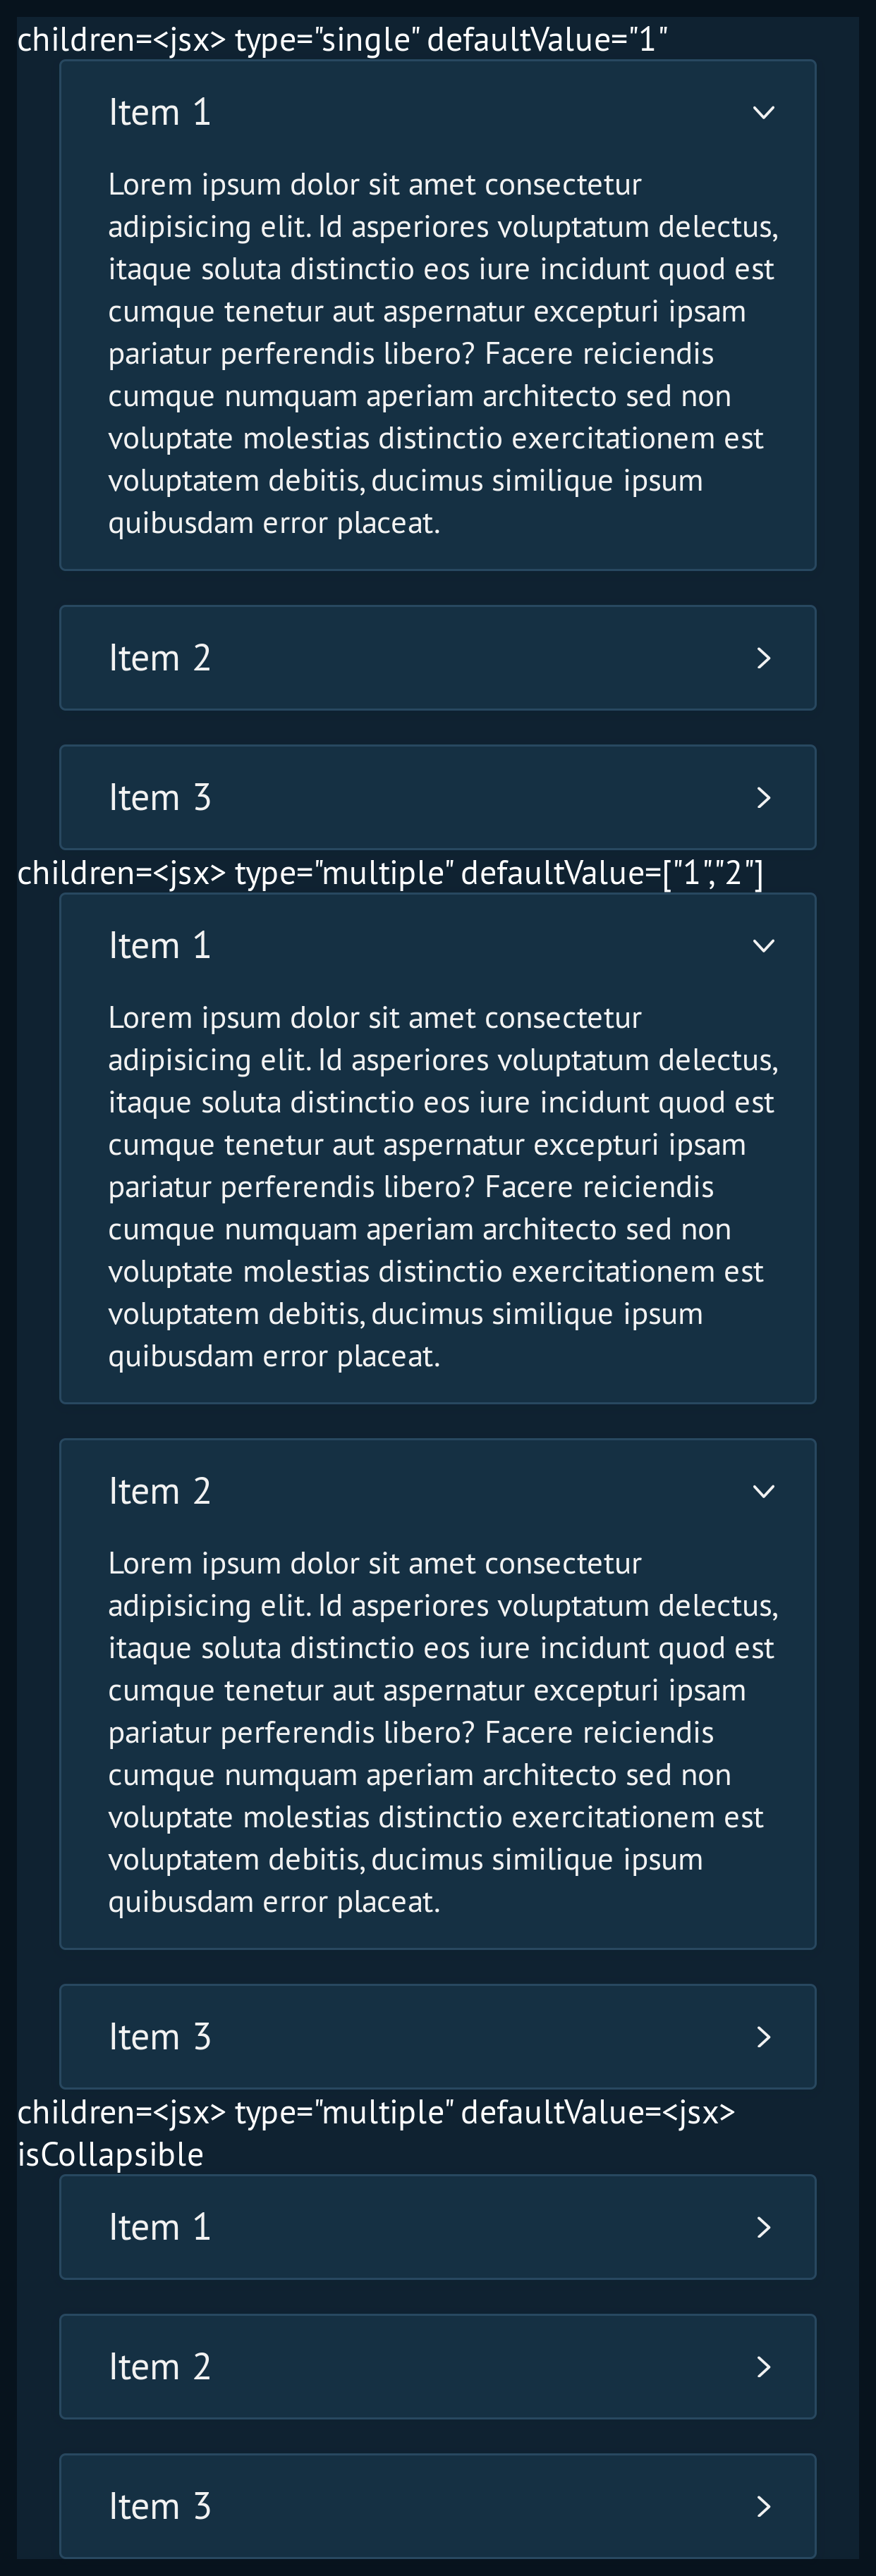 children=<jsx> type="single" defaultValue="1"
Item 1
Lorem ipsum dolor sit amet consectetur
adipisicing elit. Id asperiores voluptatum delectus,
itaque soluta distinctio eos iure incidunt quod est
cumque tenetur aut aspernatur excepturi ipsam
pariatur perferendis libero? Facere reiciendis
cumque numquam aperiam architecto sed non
voluptate molestias distinctio exercitationem est
voluptatem debitis, ducimus similique ipsum
quibusdam error placeat.
Item 2
Item 3
children=<jsx> type="multiple" defaultValue=["1","2"]
Item 1
Lorem ipsum dolor sit amet consectetur
adipisicing elit. Id asperiores voluptatum delectus,
itaque soluta distinctio eos iure incidunt quod est
cumque tenetur aut aspernatur excepturi ipsam
pariatur perferendis libero? Facere reiciendis
cumque numquam aperiam architecto sed non
voluptate molestias distinctio exercitationem est
voluptatem debitis, ducimus similique ipsum
quibusdam error placeat.
Item 2
Lorem ipsum dolor sit amet consectetur
adipisicing elit. Id asperiores voluptatum delectus,
itaque soluta distinctio eos iure incidunt quod est
cumque tenetur aut aspernatur excepturi ipsam
pariatur perferendis libero? Facere reiciendis
cumque numquam aperiam architecto sed non
voluptate molestias distinctio exercitationem est
voluptatem debitis, ducimus similique ipsum
quibusdam error placeat.
Item 3
children=<jsx> type="multiple" defaultValue=<jsx>
isCollapsible
Item 1
Item 2
Item 3